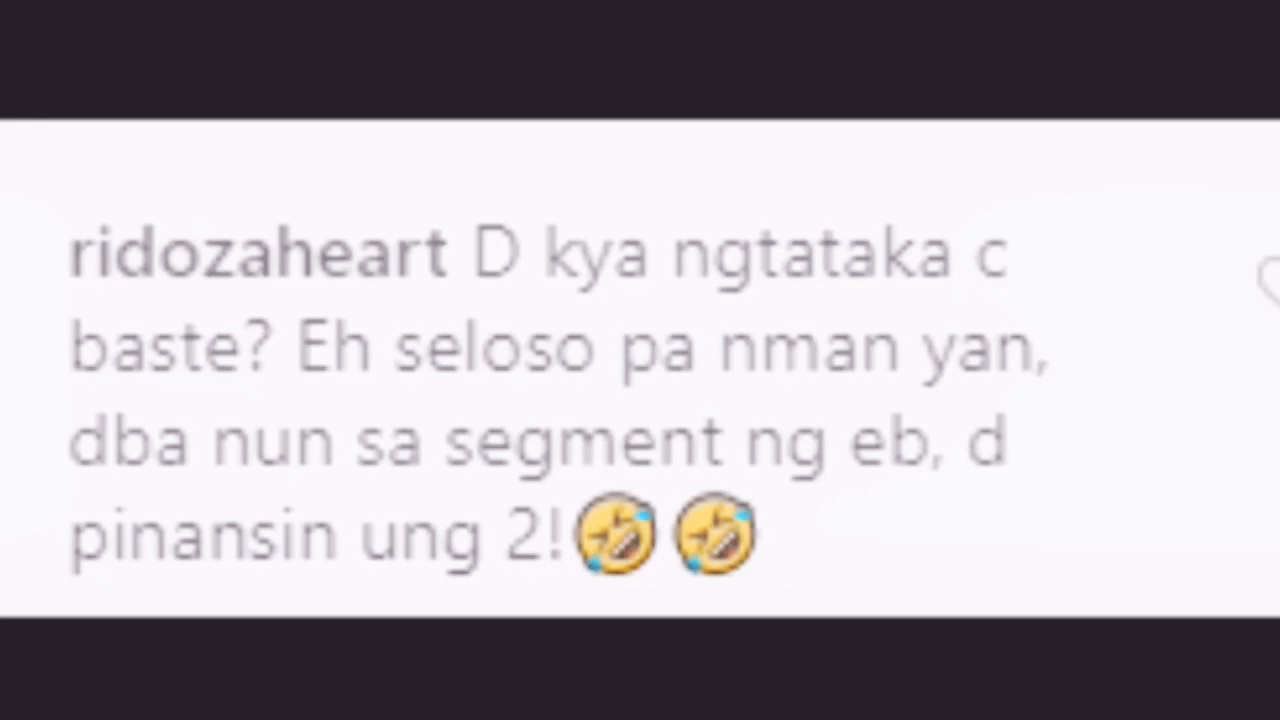 ridozaheart D kya ngtataka c
baste? Eh seloso pa nman yan,
dba nun sa segment ng eb, d
pinansin ung 2!🤣🤣